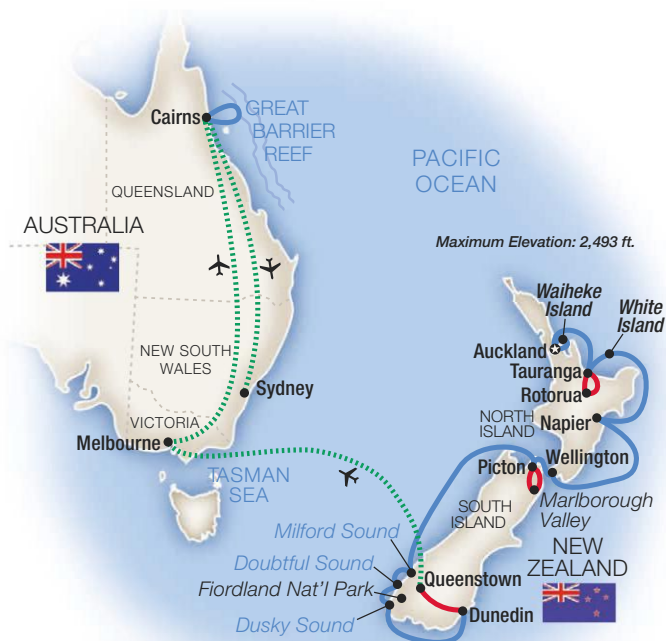 Cairns
GREAT
BARRIER
REEF
PACIFIC
OCEAN
QUEENSLAND
AUSTRALIA
Maximum Elevation: 2,493 ft.
Waiheke
Island
White
Island
Auckland
Tauranga
Rotorua
NEW SOUTH
WALES
Sydney
NORTH
ISLAND
Napier
VICTORIA
Melbourne
Wellington
Picton
TASMAN
SEA
Marlborough
Valley
SOUTH
ISLAND
Milford Sound
Doubtful Sound
NEW
ZEALAND
Queenstown
Fiordland Nat'l Park
Dunedin
Dusky Sound